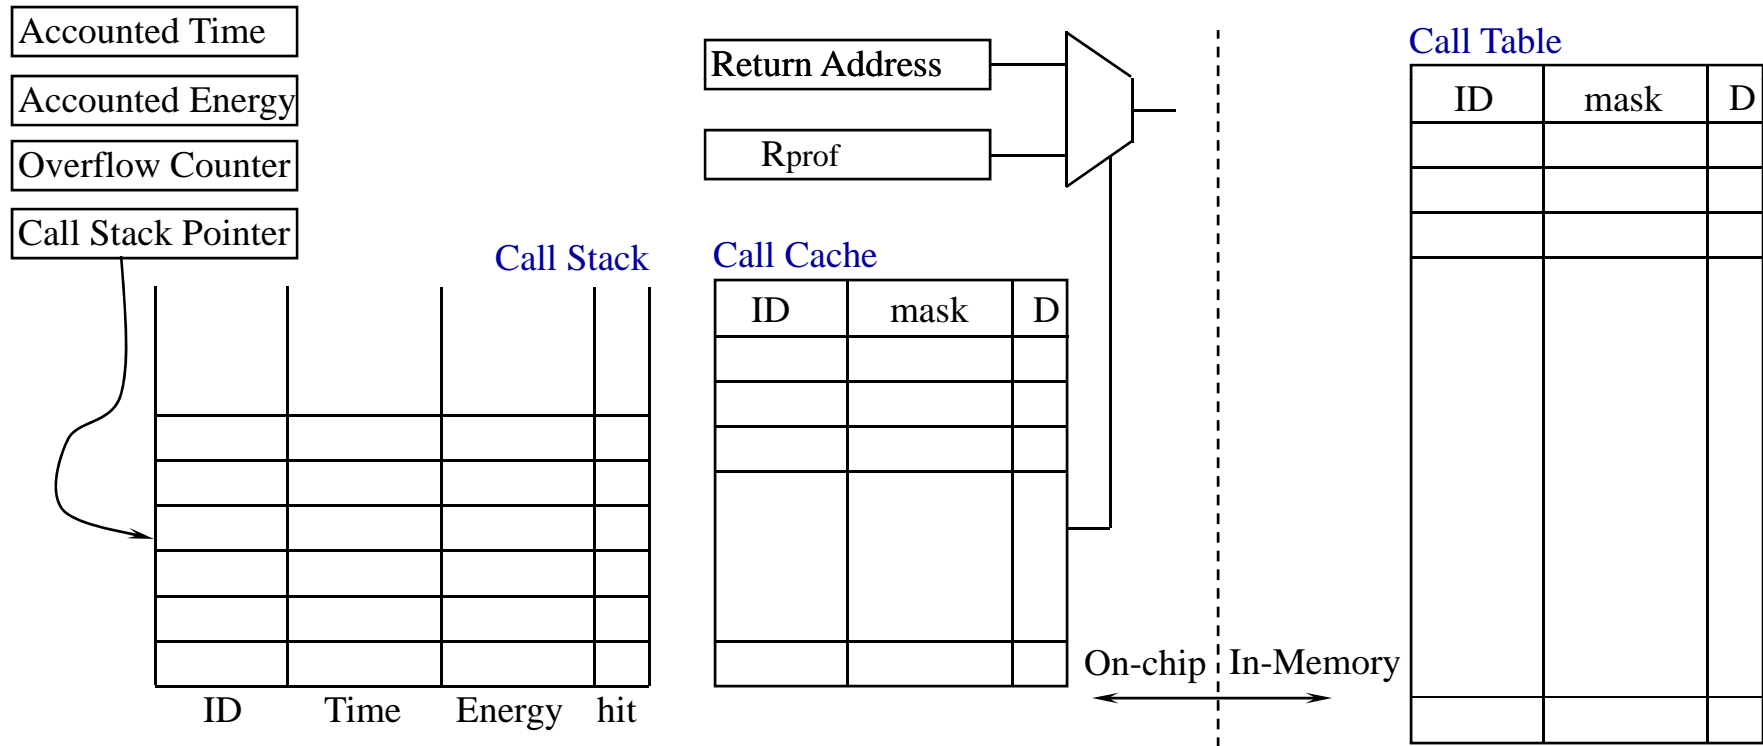 Accounted Time
Accounted Energy
Overflow Counter
Call Stack Pointer
Call Stack
ID Time Energy hit
Return Address
Rprof
Call Cache
ID mask D
On-chip In-Memory
Call Table
ID mask D